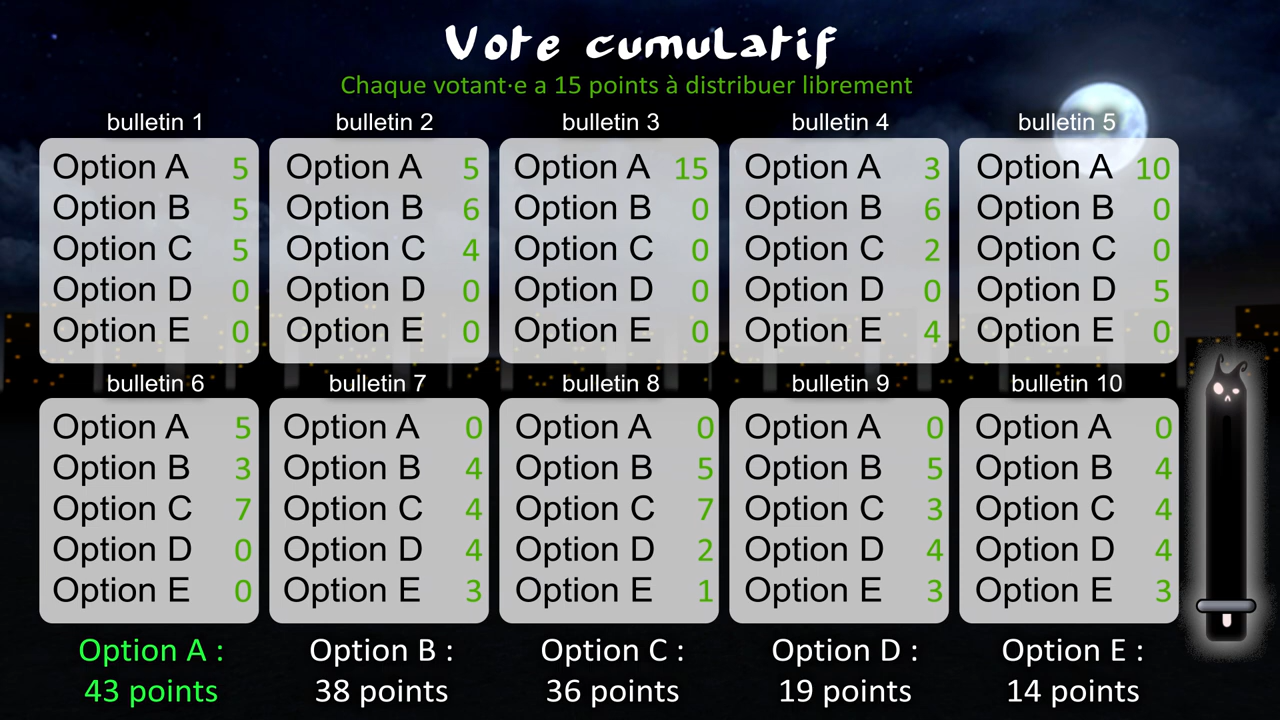 Vote cumulatif
Chaque votant·e a 15 points à distribuer librement
bulletin 1
Option A 5
Option B 5
Option C 5
Option D 0
Option E 0
bulletin 2
Option A 5
Option B 6
Option C 4
Option D 0
Option E 0
bulletin 3
Option A 15
Option B 0
Option C 0
Option D 0
Option E 0
bulletin 4
Option A 3
Option B 6
Option C 2
Option D 0
Option E 4
bulletin 5
Option A 10
Option B 0
Option C 0
Option D 5
Option E 0
bulletin 6
Option A 5
Option B 3
Option C 7
Option D 0
Option E 0
bulletin 7
Option A 0
Option B 4
Option C 4
Option D 4
Option E 3
bulletin 8
Option A 0
Option B 5
Option C 7
Option D 2
Option E 1
bulletin 9
Option A 0
Option B 5
Option C 3
Option D 4
Option E 3
bulletin 10
Option A 0
Option B 4
Option C 4
Option D 4
Option E 3
Option A :
43 points
Option B :
38 points
Option C :
36 points
Option D :
19 points
Option E :
14 points